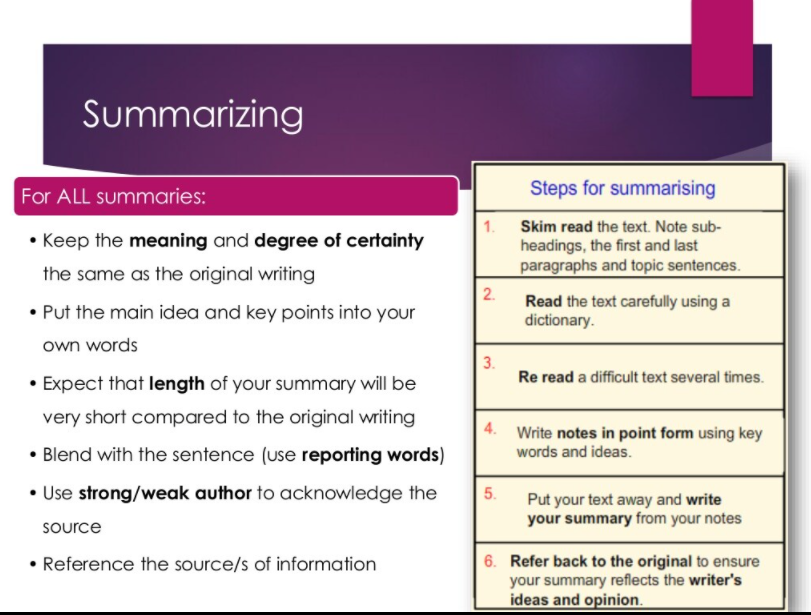 Summarizing
For ALL summaries:
• Keep the meaning and degree of certainty
the same as the original writing
• Put the main idea and key points into your
own words
• Expect that length of your summary will be
very short compared to the original writing
• Blend with the sentence (use reporting words)
• Use strong/weak author to acknowledge the
source
• Reference the source/s of information
Steps for summarising
1. Skim read the text. Note sub-
headings, the first and last
paragraphs and topic sentences.
2. Read the text carefully using a
dictionary.
3. Re read a difficult text several times.
4. Write notes in point form using key
words and ideas.
5. Put your text away and write
your summary from your notes
6. Refer back to the original to ensure
your summary reflects the writer's
ideas and opinion.